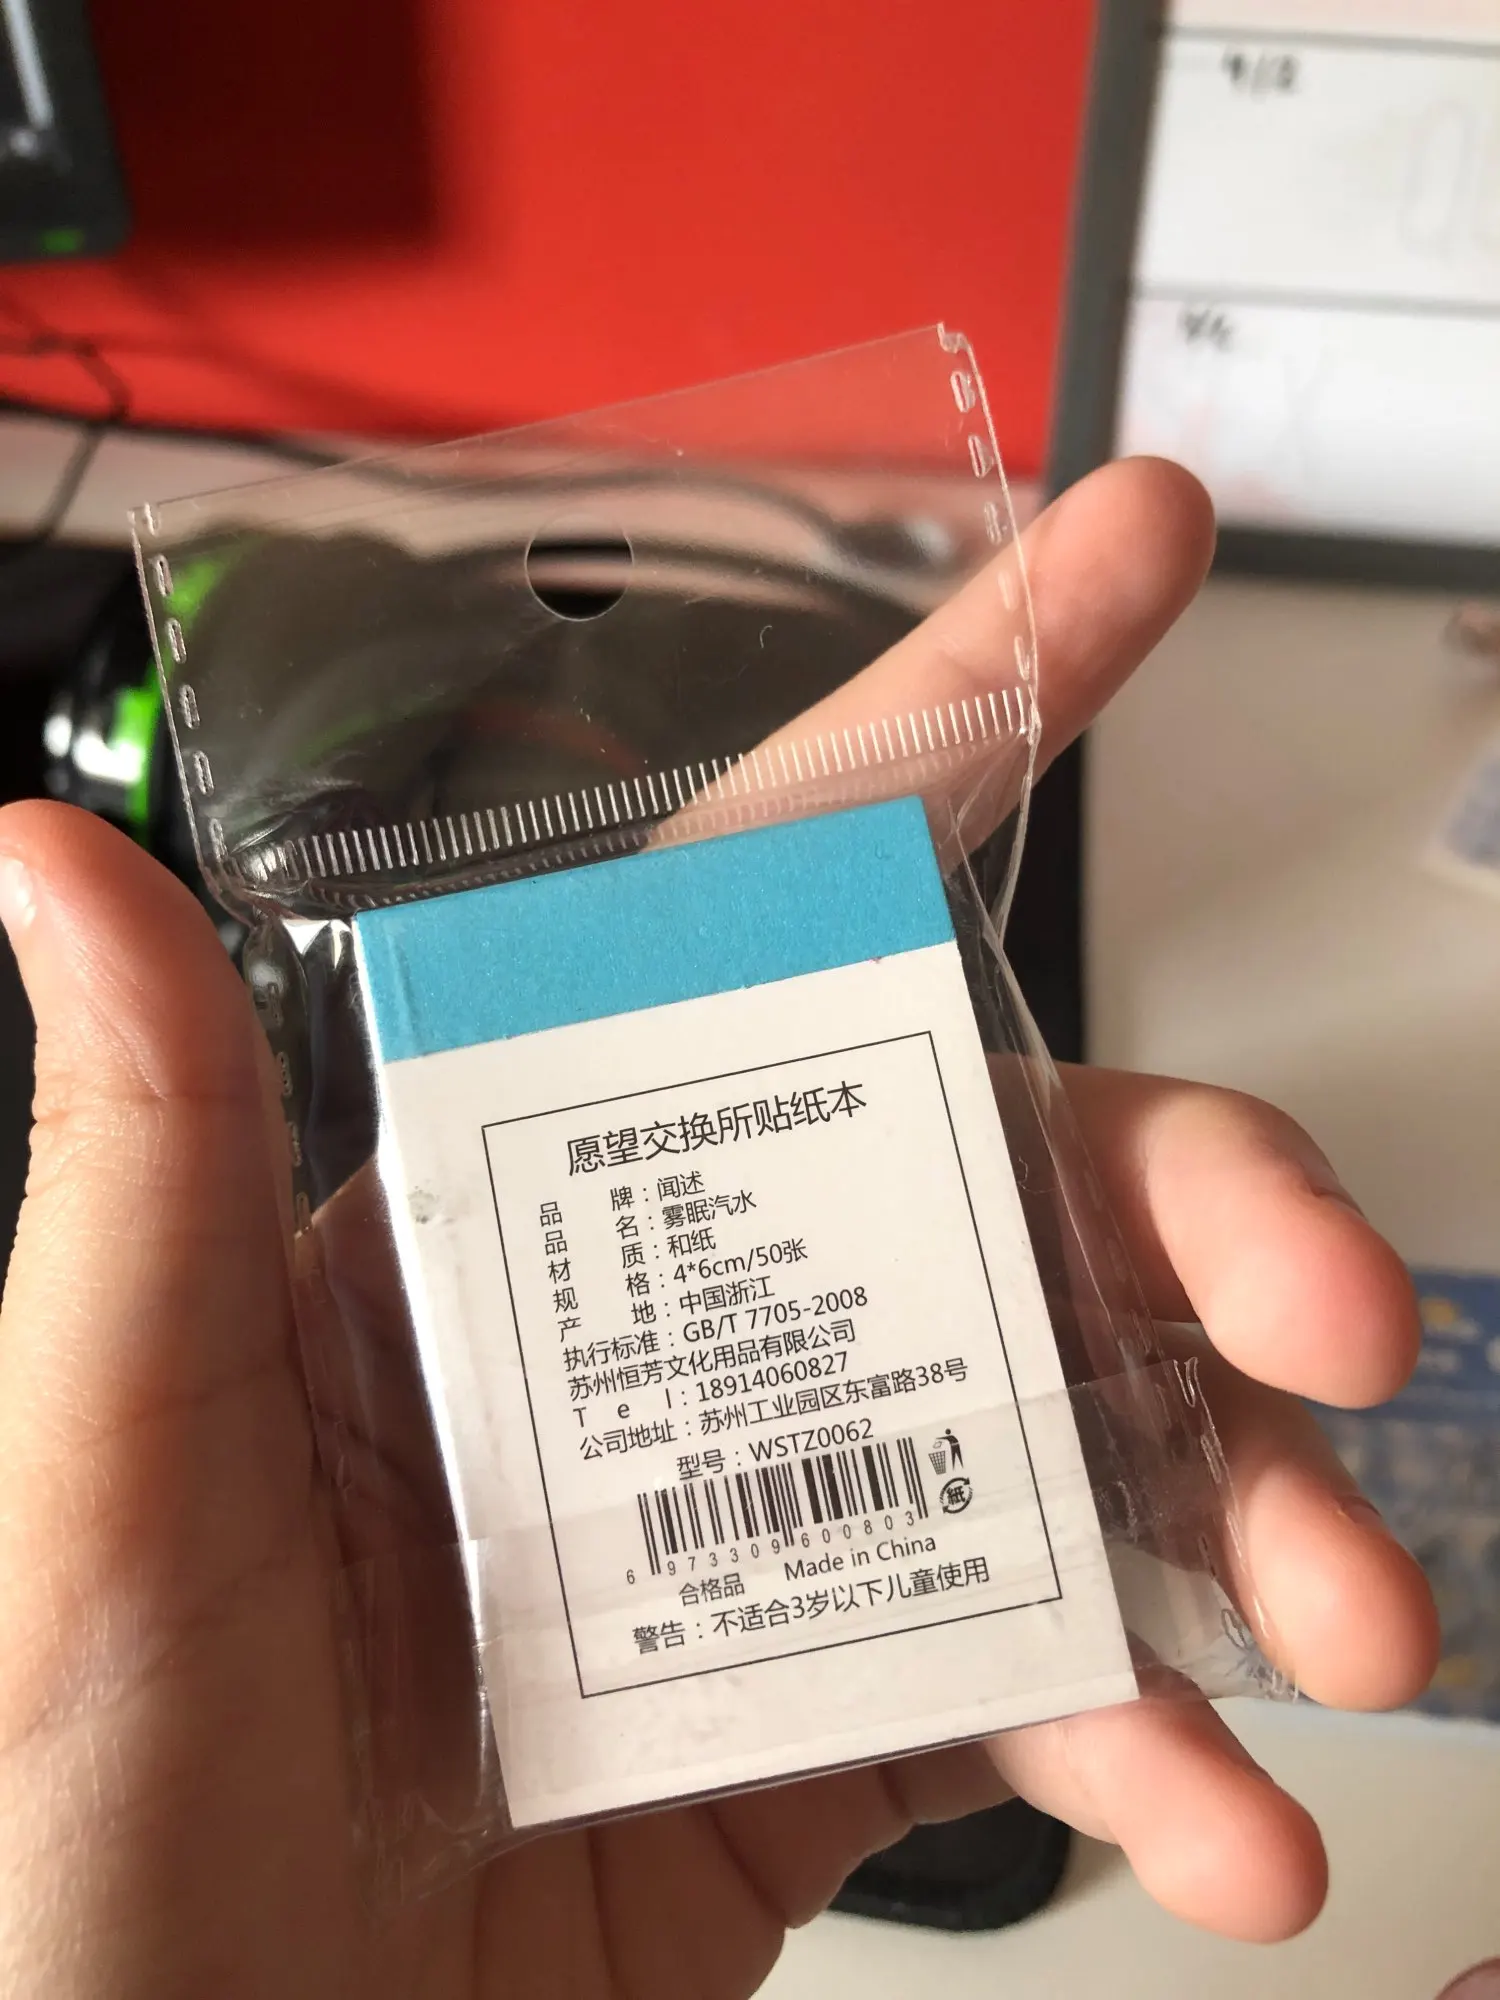 愿望交换所贴纸本
品 牌：闻述
品 名：雾眠汽水
材 质：和纸
规 格：4*6cm/50张
产 地：中国浙江
执行标准：GB/T 7705-2008
苏州恒芳文化用品有限公司
T e l：18914060827
公司地址：苏州工业园区东富路38号
型号：WSTZ0062
6 973309 600803
紙
合格品 Made in China
警告：不适合3岁以下儿童使用